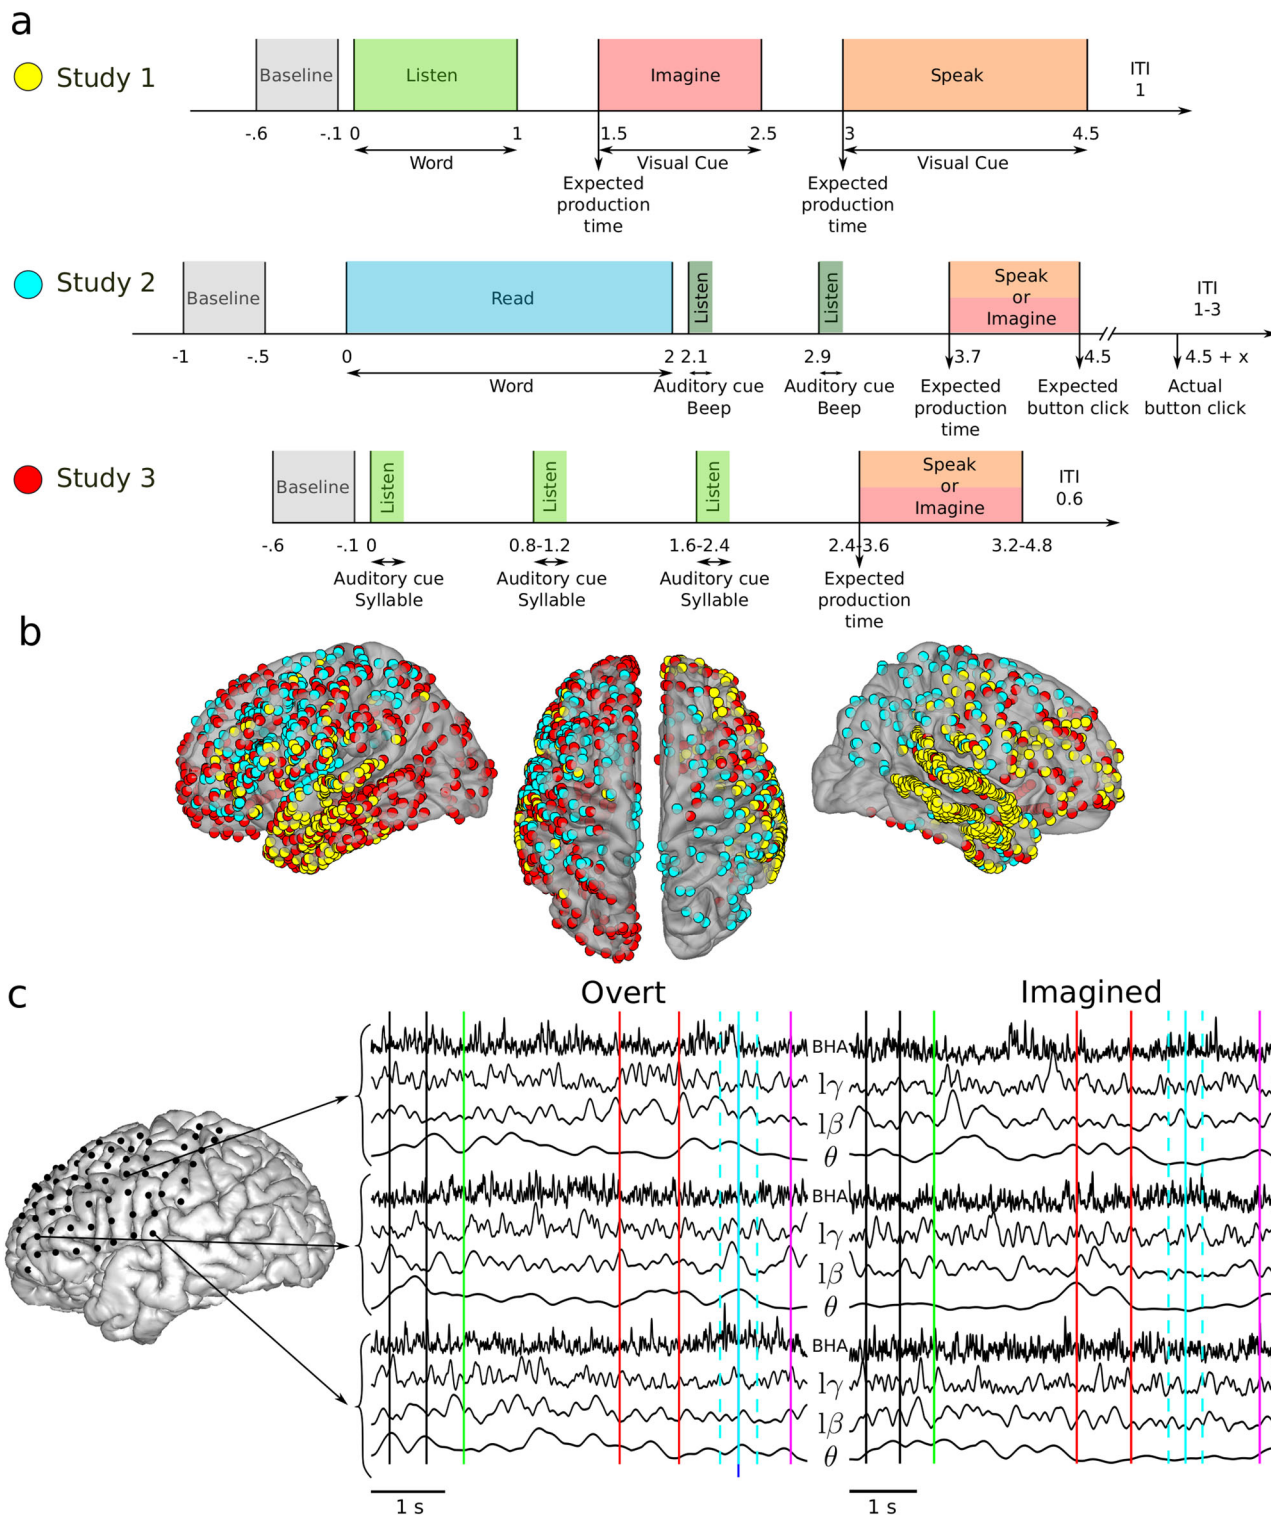 a
Study 1
Baseline
Listen
Imagine
Speak
ITI
1
-.6
-.1
0
1
1.5
2.5
3
4.5
Word
Visual Cue
Visual Cue
Expected
production
time
Expected
production
time
Study 2
Baseline
Read
Listen
Listen
Speak
or
Imagine
ITI
1-3
-1
-.5
0
2
2.1
2.9
3.7
4.5
4.5 + x
Word
Auditory cue
Beep
Auditory cue
Beep
Expected
production
time
Expected
button click
Actual
button click
Study 3
Baseline
Listen
Listen
Listen
Speak
or
Imagine
ITI
0.6
-.6
-.1
0
0.8-1.2
1.6-2.4
2.4-3.6
3.2-4.8
Auditory cue
Syllable
Auditory cue
Syllable
Auditory cue
Syllable
Expected
production
time
b
c
Overt
Imagined
BHA
lγ
lβ
θ
BHA
lγ
lβ
θ
BHA
lγ
lβ
θ
1 s
1 s